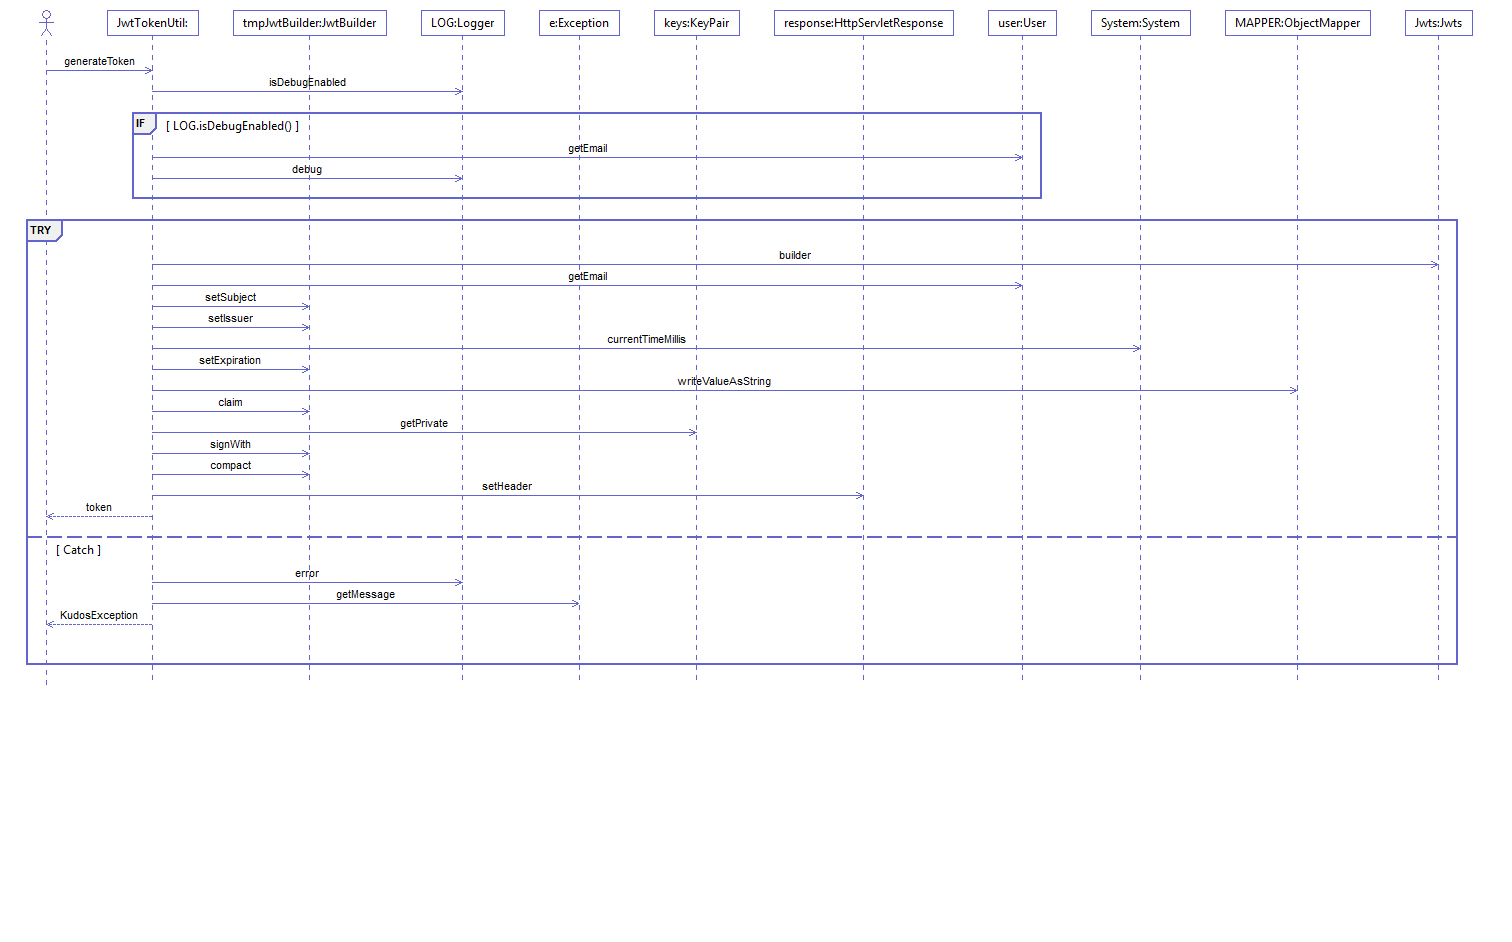 JwtTokenUtil: tmpJwtBuilder:JwtBuilder LOG:Logger e:Exception keys:KeyPair response:HttpServletResponse user:User System:System MAPPER:ObjectMapper Jwts:Jwts
generateToken
isDebugEnabled
IF [ LOG.isDebugEnabled() ]
getEmail
debug
TRY
builder
getEmail
setSubject
setIssuer
currentTimeMillis
setExpiration
writeValueAsString
claim
getPrivate
signWith
compact
setHeader
token
[ Catch ]
error
getMessage
KudosException